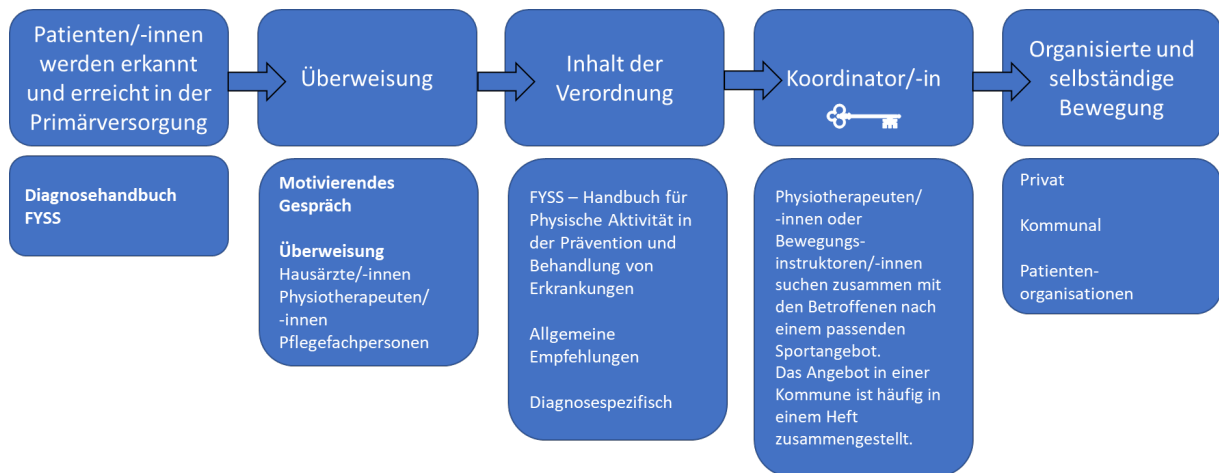 Patienten/-innen
werden erkannt
und erreicht in der
Primärversorgung
Überweisung
Inhalt der
Verordnung
Koordinator/-in
Organisierte und
selbständige
Bewegung
Diagnosehandbuch
FYSS
Motivierendes
Gespräch
Überweisung
Hausärzte/-innen
Physiotherapeuten/
-innen
Pflegefachpersonen
FYSS – Handbuch für
Physische Aktivität in
der Prävention und
Behandlung von
Erkrankungen
Allgemeine
Empfehlungen
Diagnosespezifisch
Physiotherapeuten/
-innen oder
Bewegungs-
instruktoren/-innen
suchen zusammen mit
den Betroffenen nach
einem passenden
Sportangebot.
Das Angebot in einer
Kommune ist häufig in
einem Heft
zusammengestellt.
Privat
Kommunal
Patienten-
organisationen